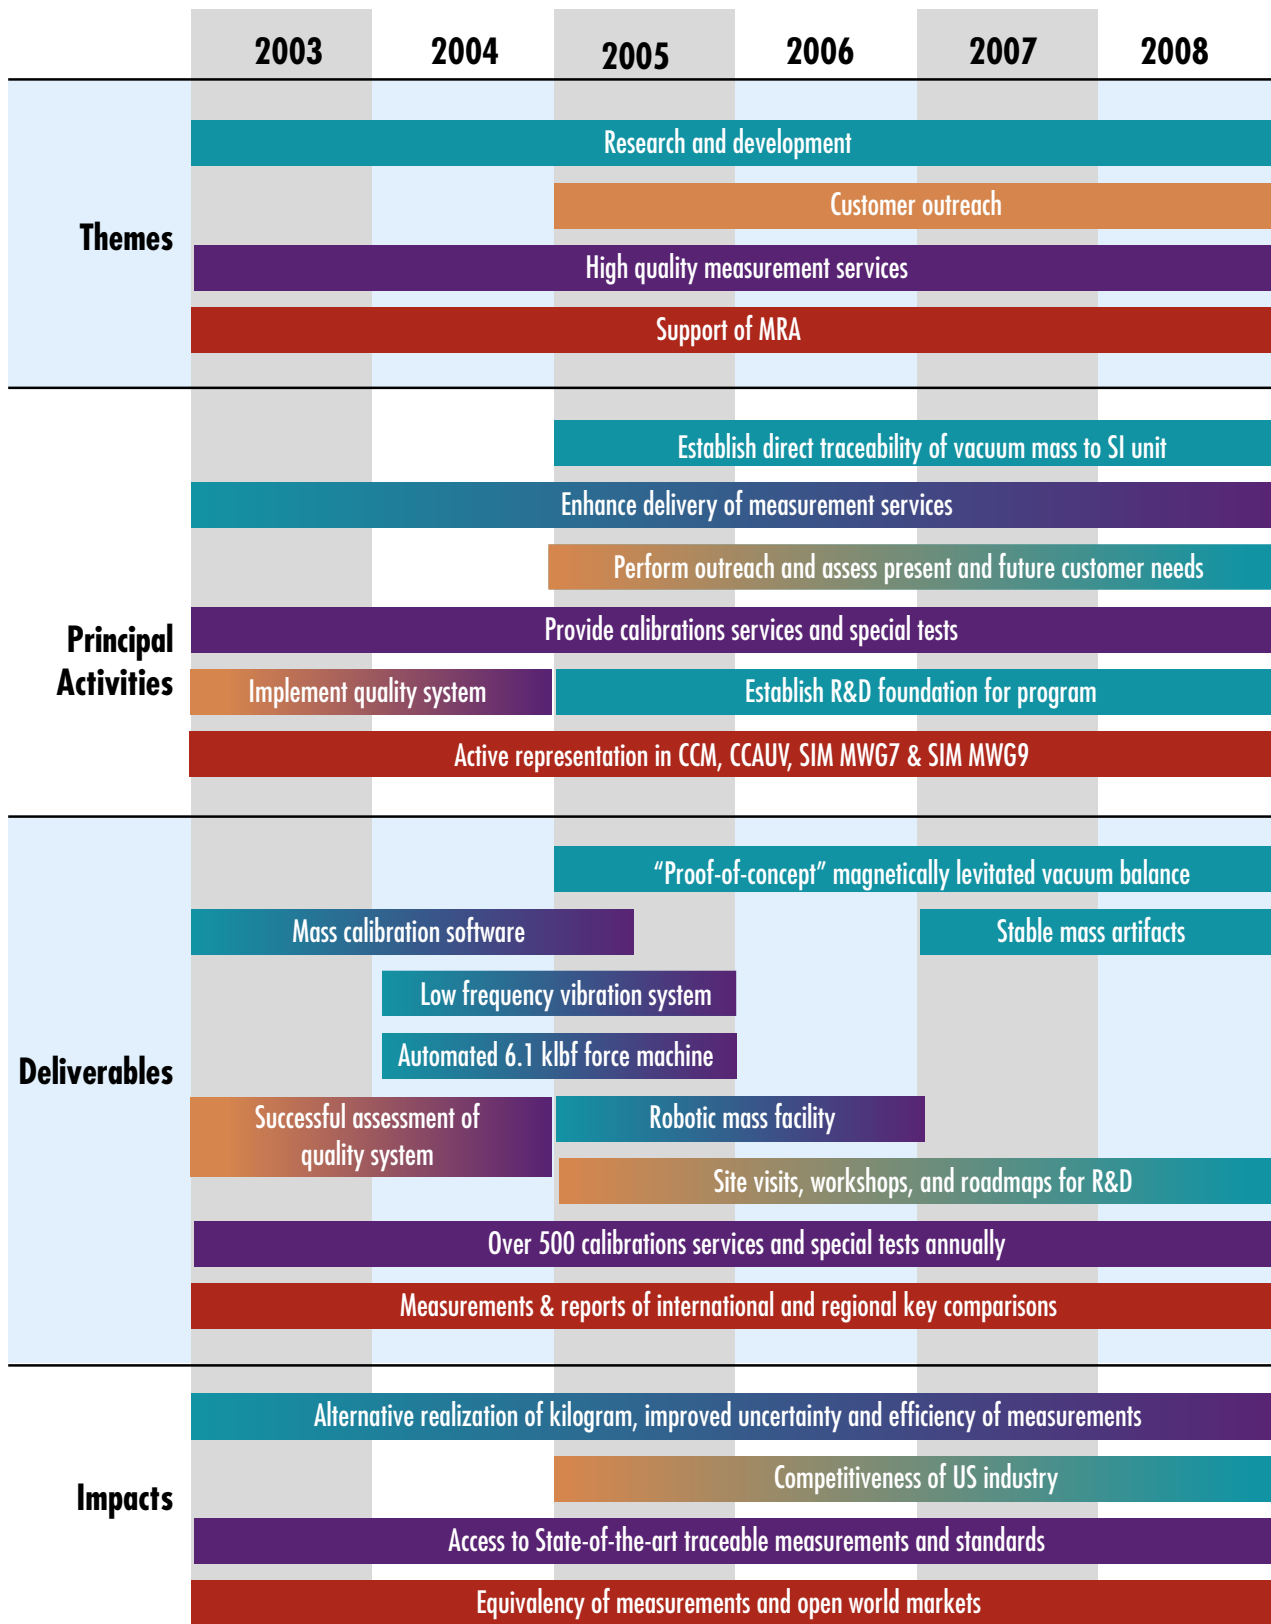 2003 2004 2005 2006 2007 2008
Themes
Research and development
Customer outreach
High quality measurement services
Support of MRA
Principal
Activities
Establish direct traceability of vacuum mass to SI unit
Enhance delivery of measurement services
Perform outreach and assess present and future customer needs
Provide calibrations services and special tests
Implement quality system
Establish R&D foundation for program
Active representation in CCM, CCAUV, SIM MWG7 & SIM MWG9
Deliverables
“Proof-of-concept” magnetically levitated vacuum balance
Mass calibration software
Stable mass artifacts
Low frequency vibration system
Automated 6.1 klbf force machine
Successful assessment of
quality system
Robotic mass facility
Site visits, workshops, and roadmaps for R&D
Over 500 calibrations services and special tests annually
Measurements & reports of international and regional key comparisons
Impacts
Alternative realization of kilogram, improved uncertainty and efficiency of measurements
Competitiveness of US industry
Access to State-of-the-art traceable measurements and standards
Equivalency of measurements and open world markets